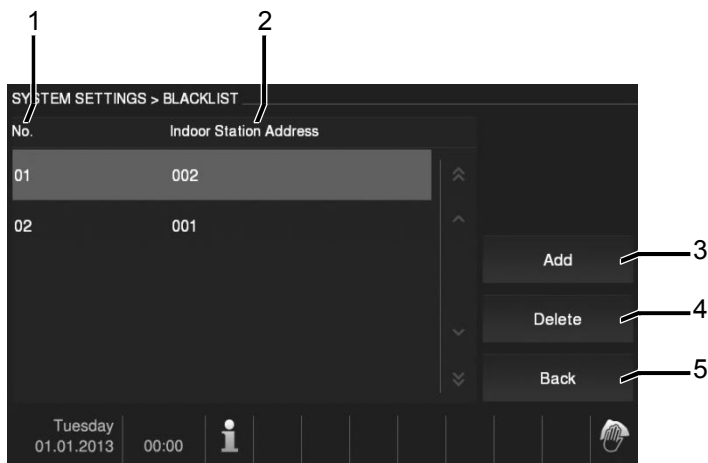 1 2
SYSTEM SETTINGS > BLACKLIST
No. Indoor Station Address
01 002
02 001
Add 3
Delete 4
Back 5
Tuesday
01.01.2013 00:00 i